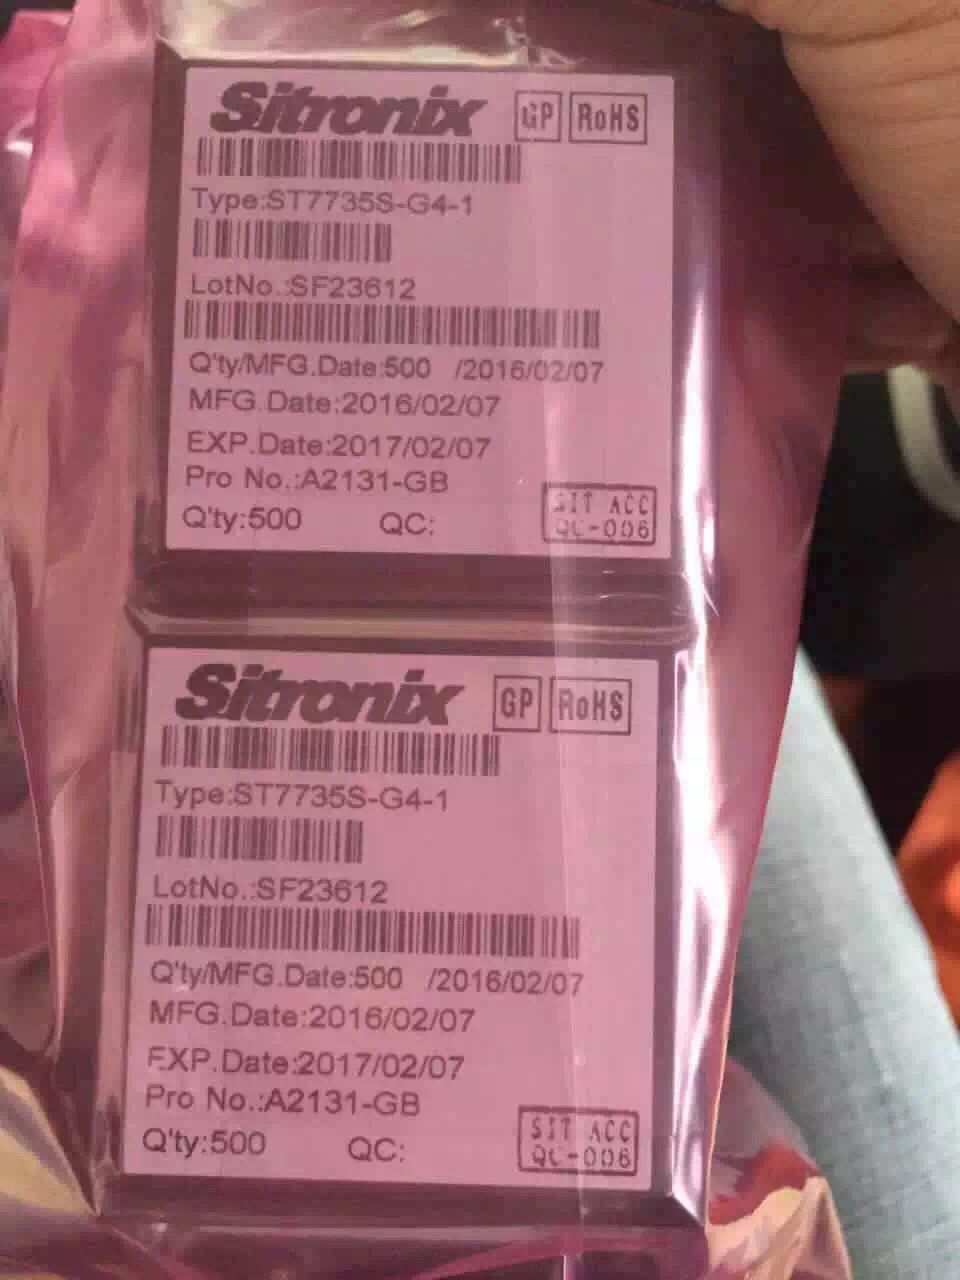 Sitronix GP RoHS
Type:ST7735S-G4-1
LotNo.:SF23612
Q'ty/MFG.Date:500 /2016/02/07
MFG.Date:2016/02/07
EXP.Date:2017/02/07
Pro No.:A2131-GB
Q'ty:500 QC:
SIT ACC
QC-006
Sitronix GP RoHS
Type:ST7735S-G4-1
LotNo.:SF23612
Q'ty/MFG.Date:500 /2016/02/07
MFG.Date:2016/02/07
EXP.Date:2017/02/07
Pro No.:A2131-GB
Q'ty:500 QC:
SIT ACC
QC-006